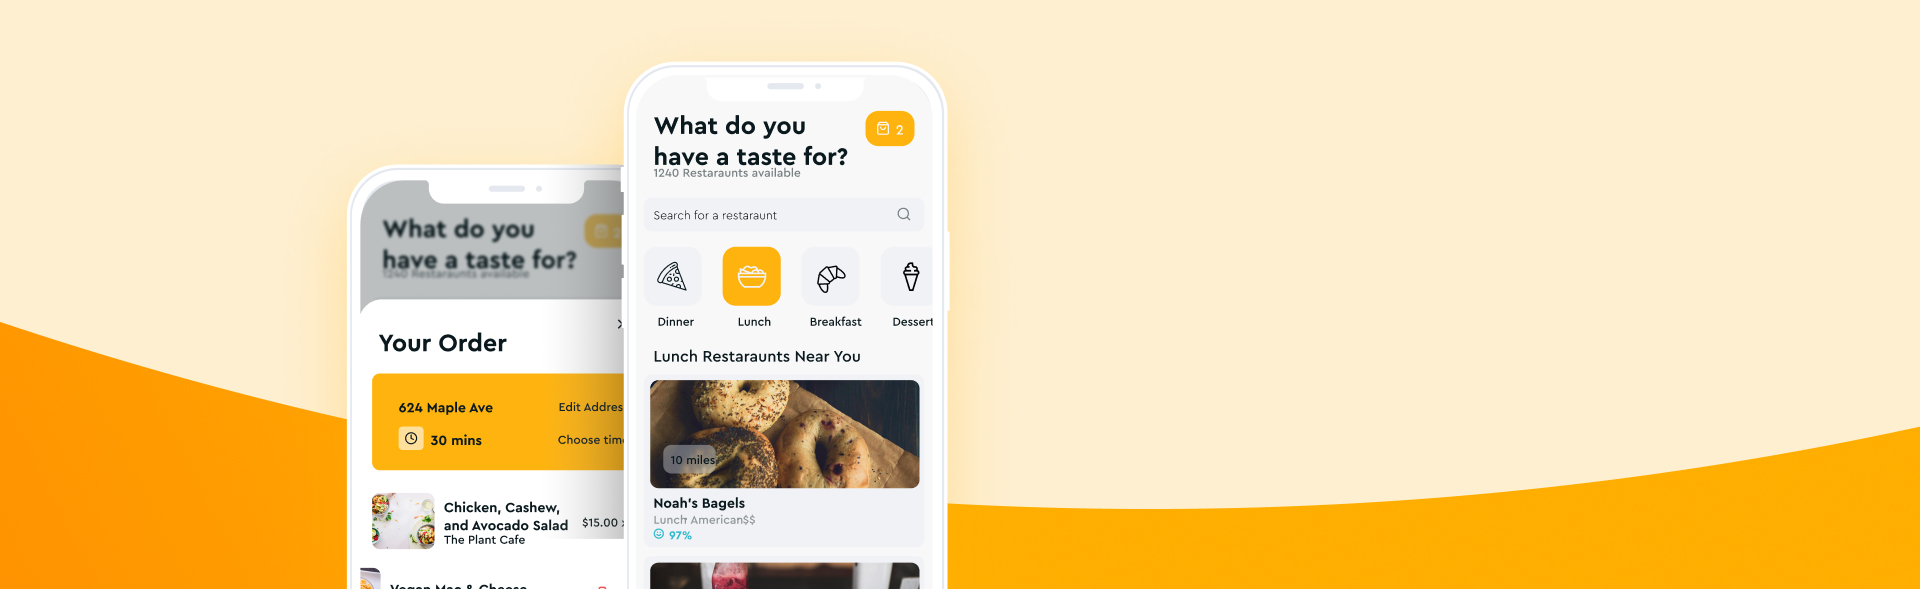 What do you
have a taste for?
1240 Restaraunts available
2
Search for a restaraunt
Dinner
Lunch
Breakfast
Dessert
Lunch Restaraunts Near You
10 miles
Noah's Bagels
Lunch American$$
97%
What do you
have a taste for?
1240 Restaraunts available
Your Order
624 Maple Ave
Edit Addres
30 mins
Choose time
Chicken, Cashew,
and Avocado Salad
$15.00
The Plant Cafe
Vegan Mac & Cheese